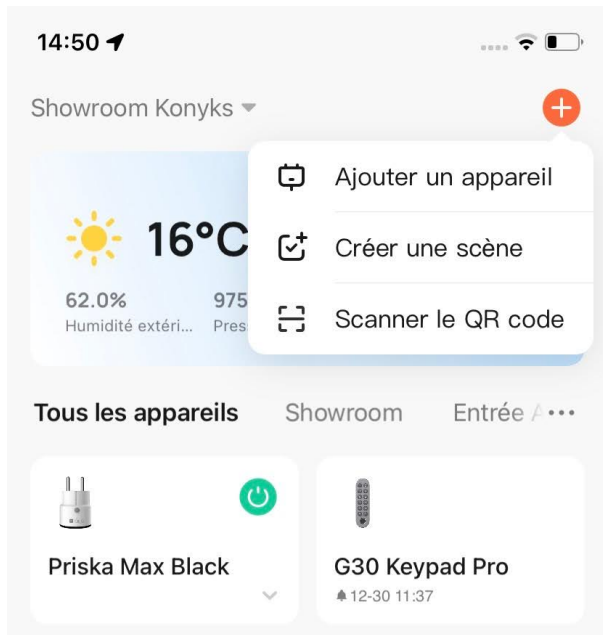 14:50
Showroom Konyks
Ajouter un appareil
16°C
Créer une scène
62.0%
975
Humidité extéri...
Pres
Scanner le QR code
Tous les appareils
Showroom
Entrée
Priska Max Black
G30 Keypad Pro
12-30 11:37